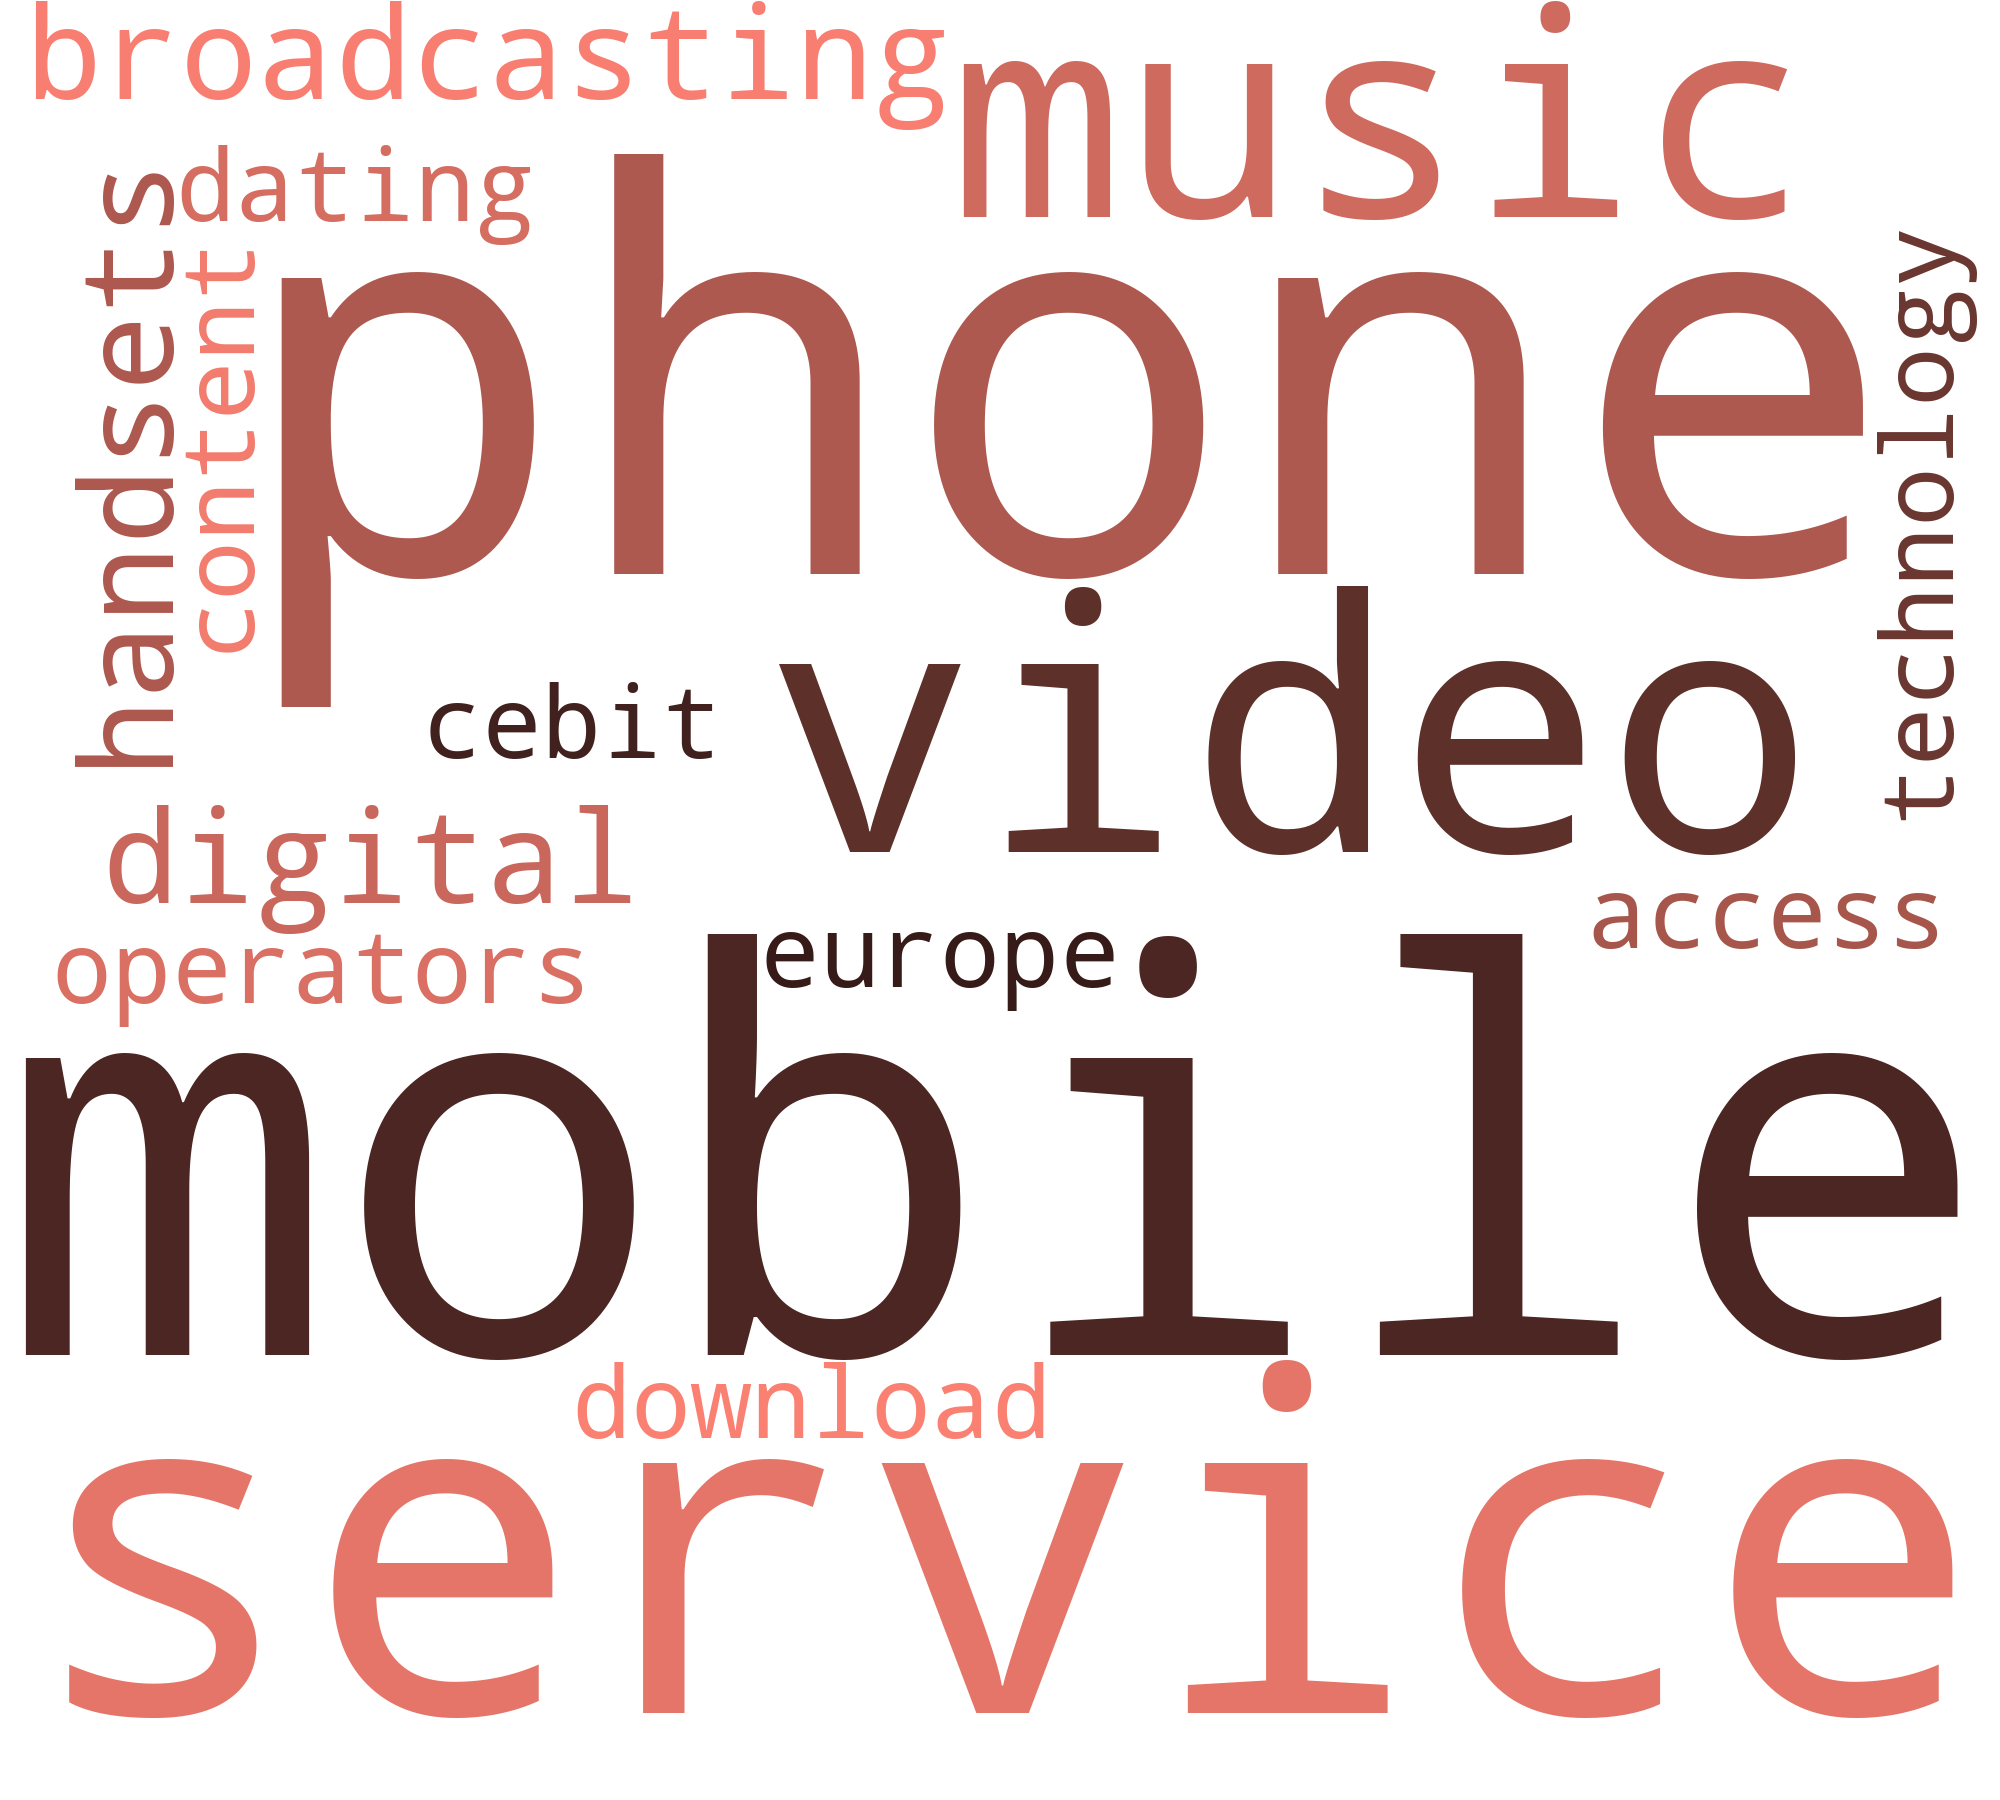 broadcasting
music
dating
handsets
content
phone
technology
cebit
video
digital
access
operators
europe
mobile
download
service